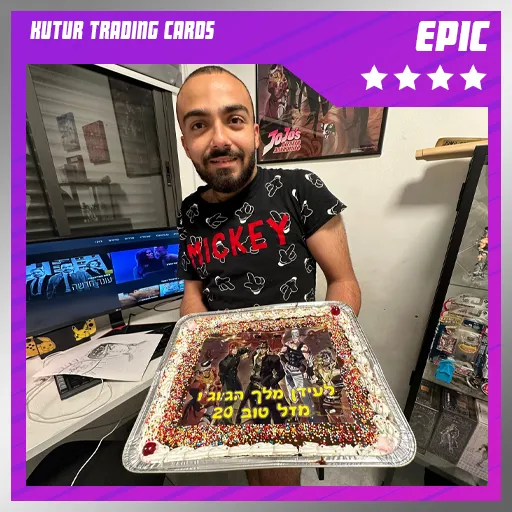 KUTUR TRADING CARDS
EPIC
JoJo's
MICKEY
לעידן מלך הג'וג'ו
מזל טוב 20